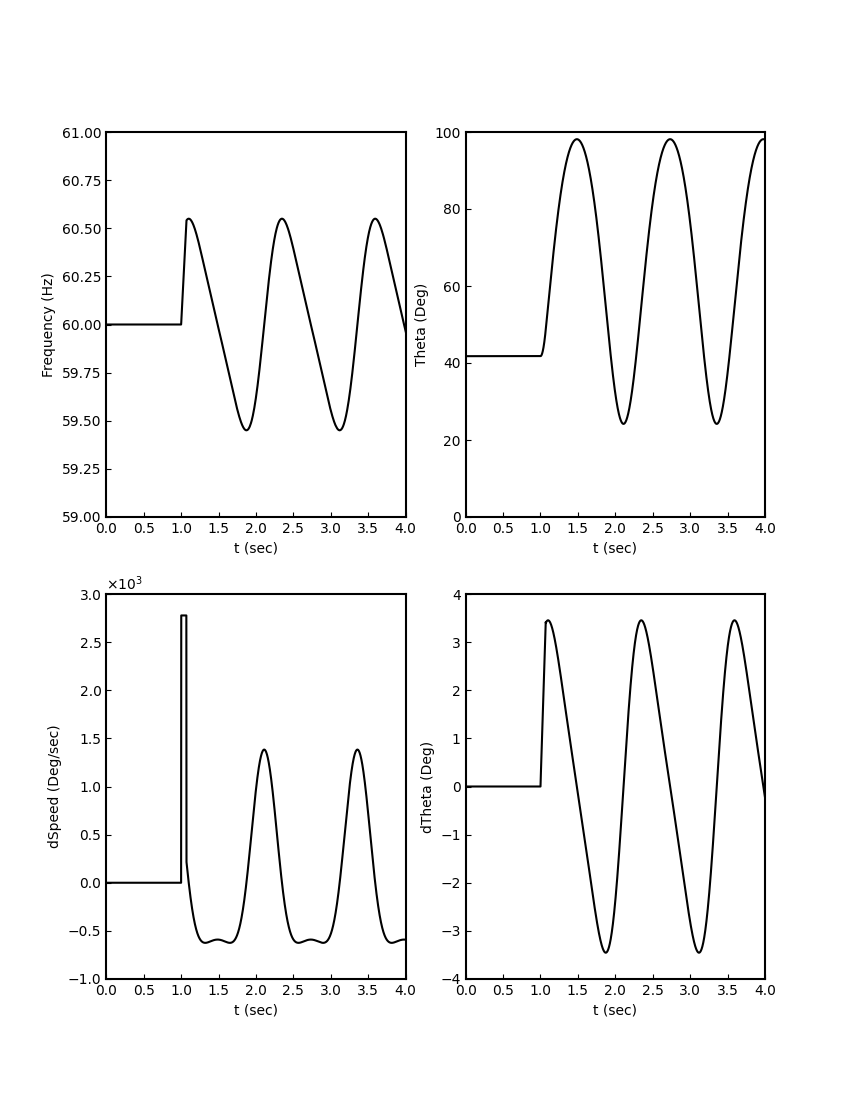 61.00
60.75
60.50
60.25
60.00
59.75
59.50
59.25
59.00
Frequency (Hz)
0.0 0.5 1.0 1.5 2.0 2.5 3.0 3.5 4.0
t (sec)
100
80
60
40
20
0
Theta (Deg)
0.0 0.5 1.0 1.5 2.0 2.5 3.0 3.5 4.0
t (sec)
×10³
3.0
2.5
2.0
1.5
1.0
0.5
0.0
−0.5
−1.0
dSpeed (Deg/sec)
0.0 0.5 1.0 1.5 2.0 2.5 3.0 3.5 4.0
t (sec)
4
3
2
1
0
−1
−2
−3
−4
dTheta (Deg)
0.0 0.5 1.0 1.5 2.0 2.5 3.0 3.5 4.0
t (sec)